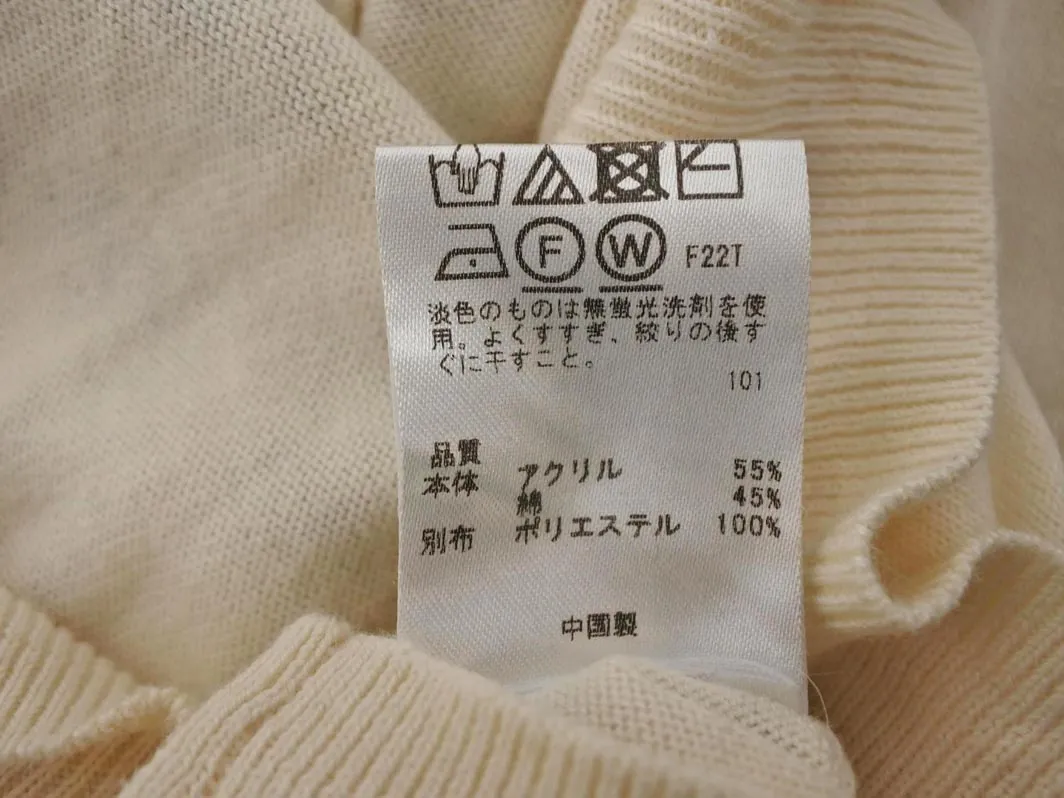 F W F22T
淡色のものは無蛍光洗剤を使
用。よくすすぎ、絞りの後す
ぐに干すこと。
101
品質
本体 アクリル 55%
綿 45%
別布 ポリエステル 100%
中国製